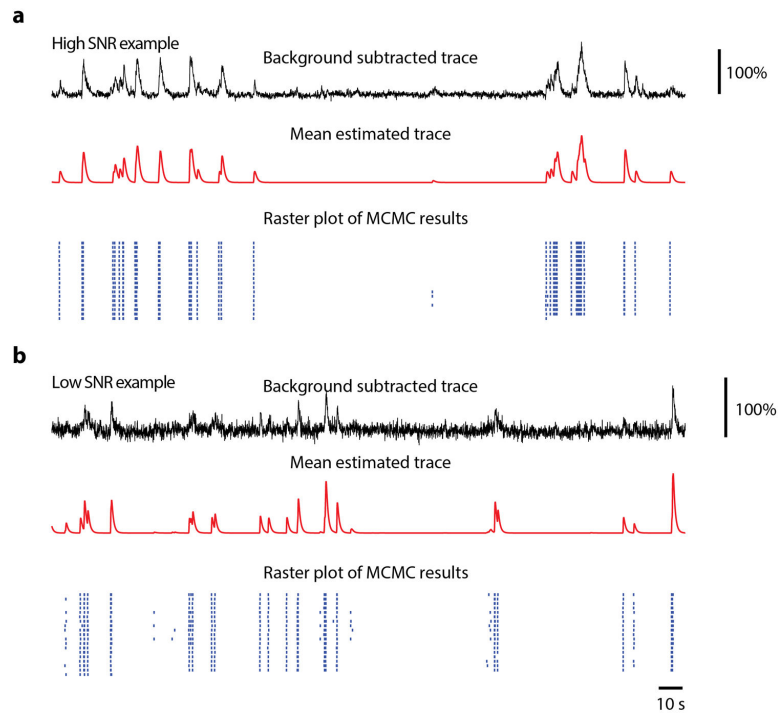 a
High SNR example
Background subtracted trace
100%
Mean estimated trace
Raster plot of MCMC results
b
Low SNR example
Background subtracted trace
100%
Mean estimated trace
Raster plot of MCMC results
10 s